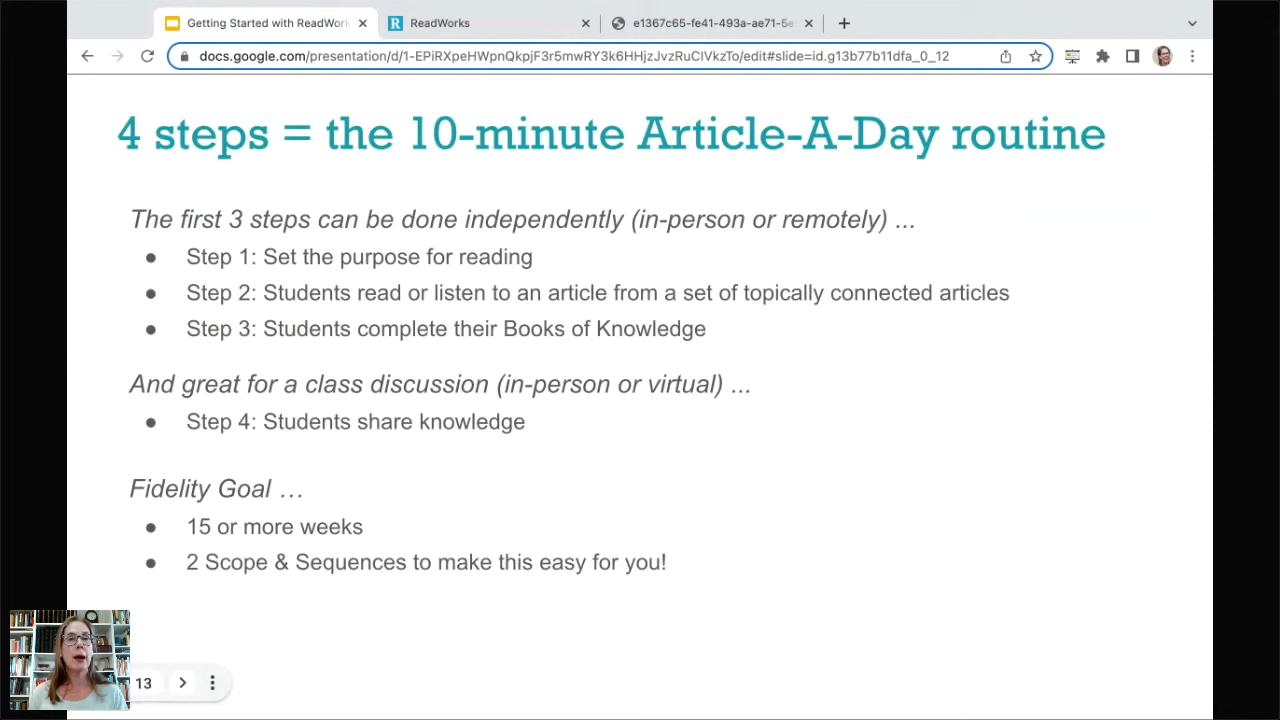 Getting Started with ReadWor
ReadWorks
e1367c65-fe41-493a-ae71-5e
docs.google.com/presentation/d/1-EPiRXpeHWpnQkpjF3r5mwRY3k6HHjzJvzRuClVkzTo/edit#slide=id.g13b77b11dfa_0_12
4 steps = the 10-minute Article-A-Day routine
The first 3 steps can be done independently (in-person or remotely) ...
● Step 1: Set the purpose for reading
● Step 2: Students read or listen to an article from a set of topically connected articles
● Step 3: Students complete their Books of Knowledge
And great for a class discussion (in-person or virtual) ...
● Step 4: Students share knowledge
Fidelity Goal …
● 15 or more weeks
● 2 Scope & Sequences to make this easy for you!
13